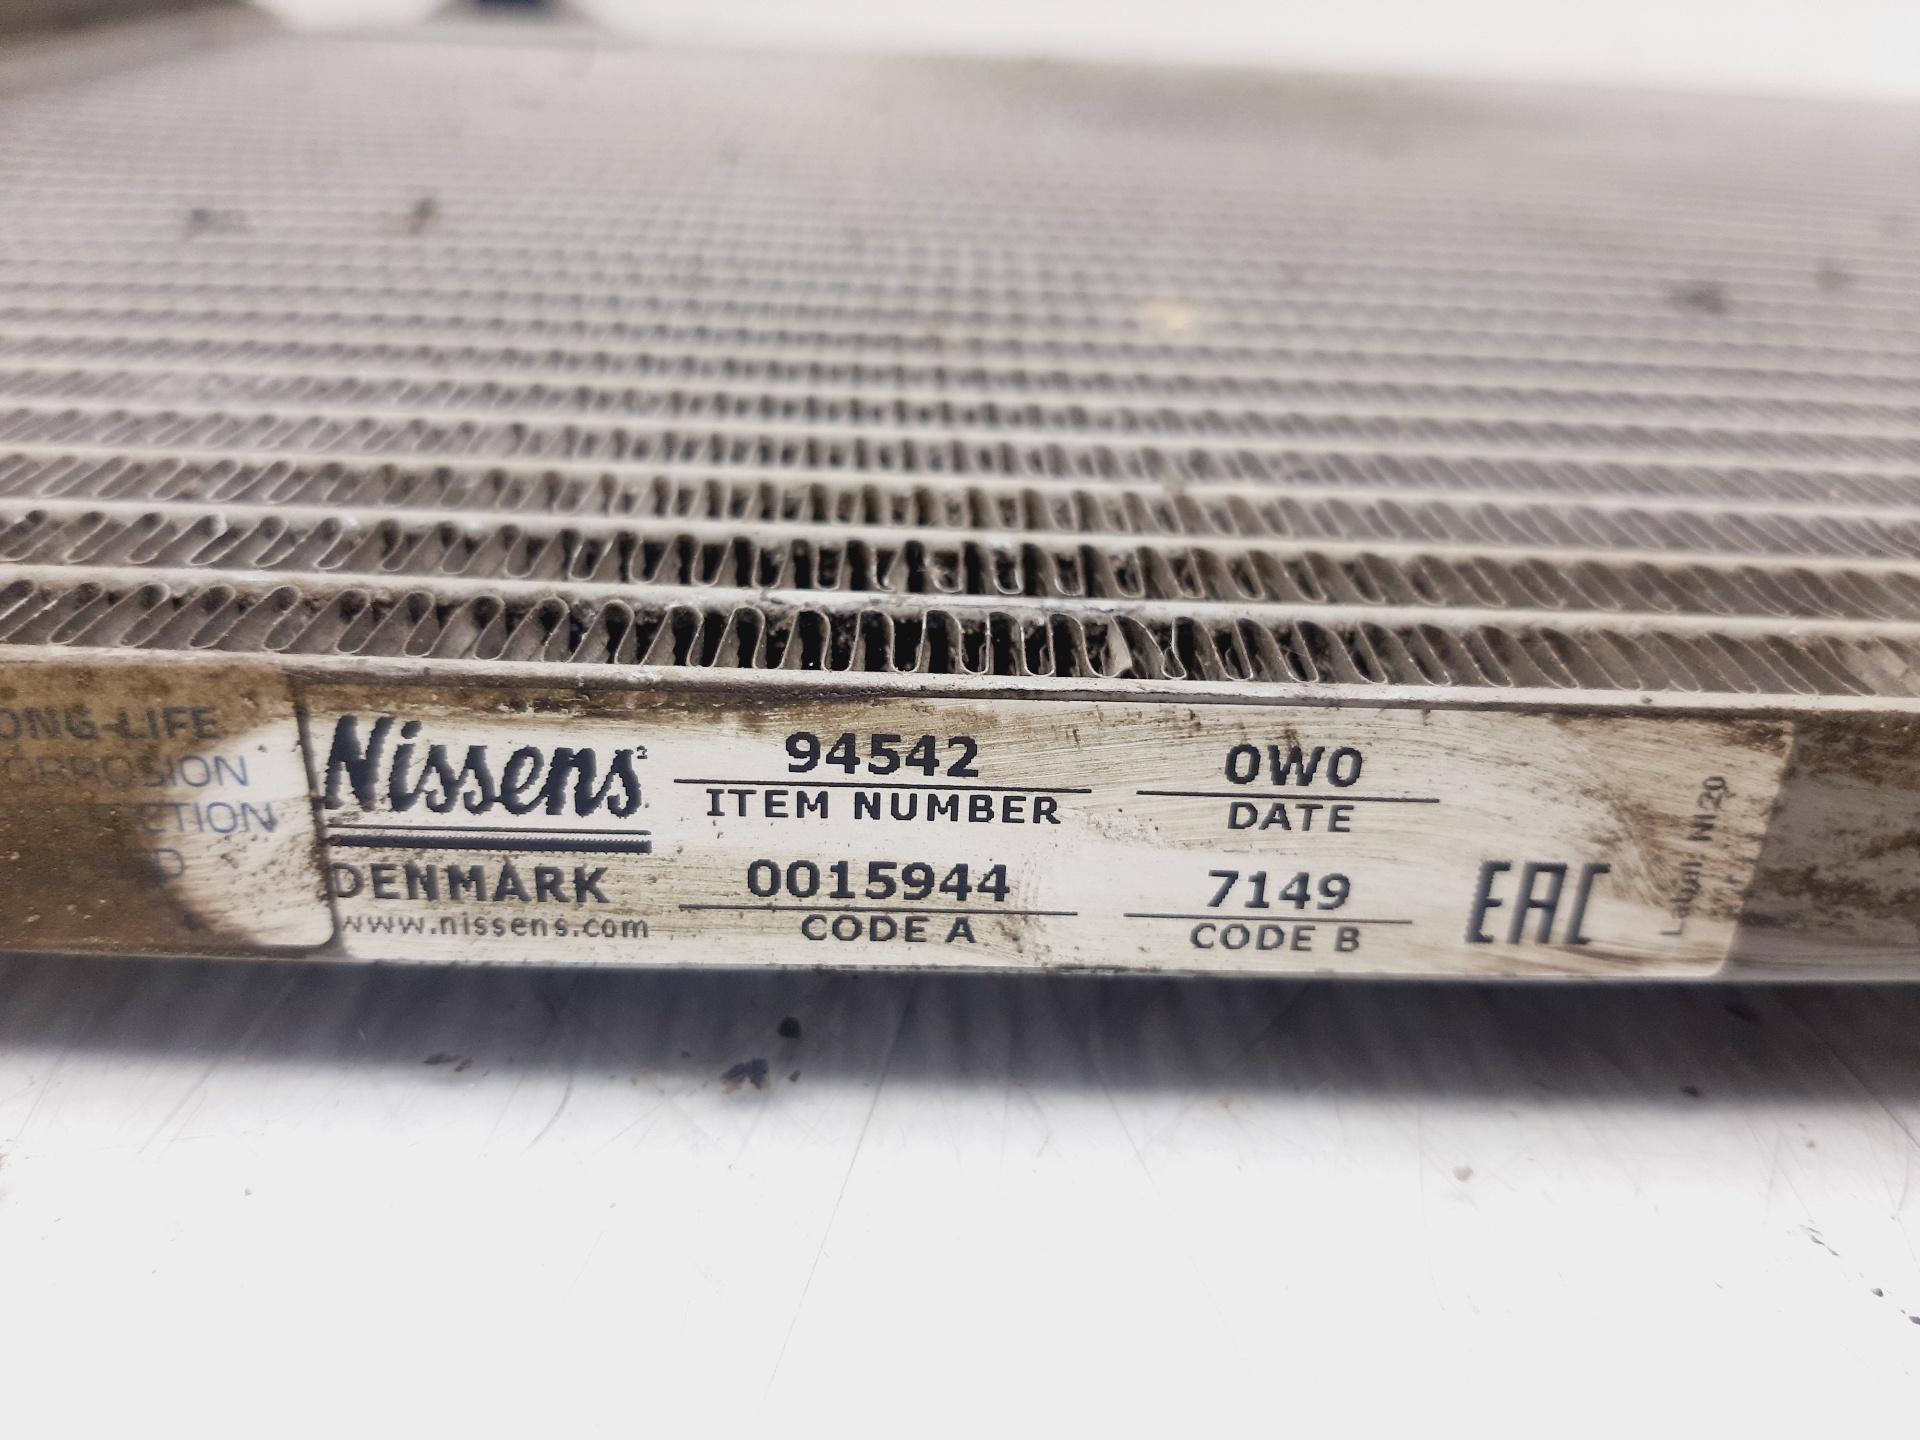 ONG-LIFE
ORROSION
CTION
D
Nissens
DENMARK
www.nissens.com
94542
ITEM NUMBER
0015944
CODE A
0W0
DATE
7149
CODE B
EAC
Label: NI20